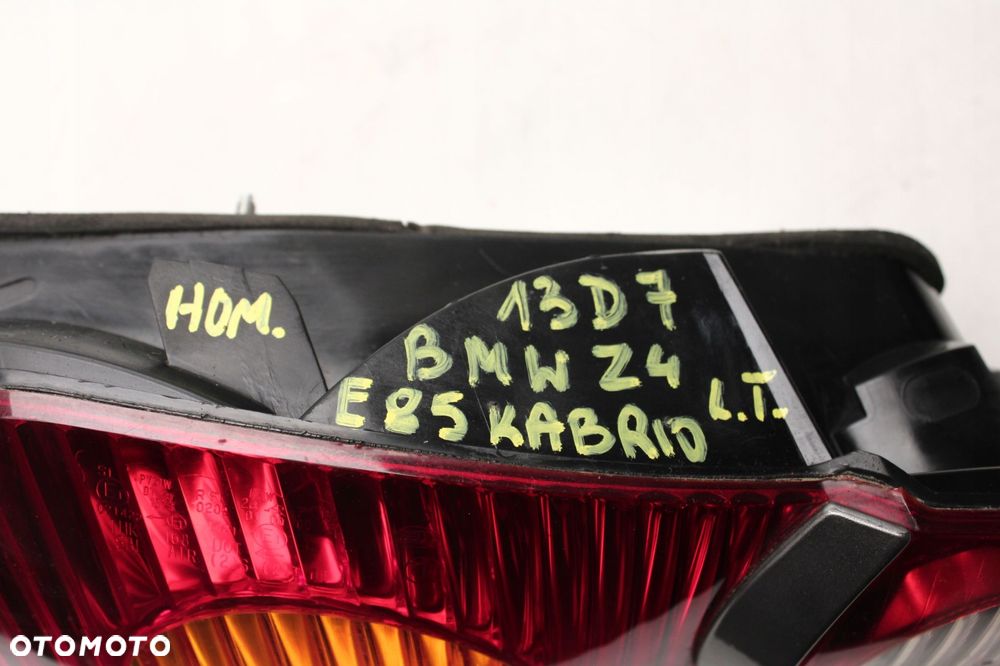 HOM.
13D7
BMW Z4
E85 KABRIO L.T.
OTOMOTO